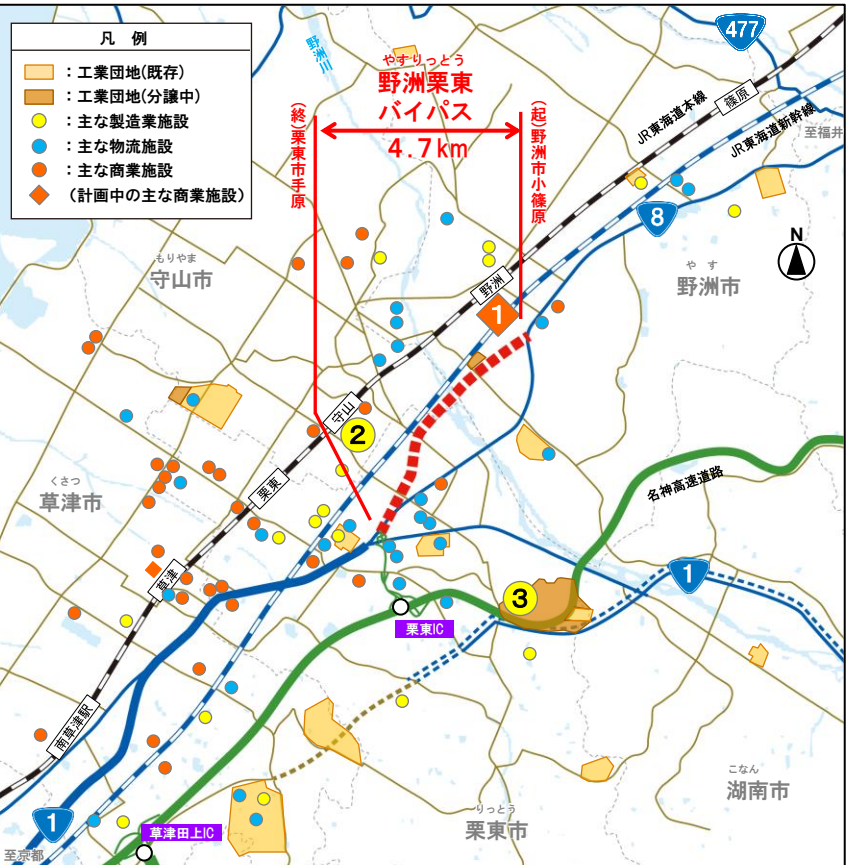 凡 例
：工業団地(既存)
：工業団地(分譲中)
：主な製造業施設
：主な物流施設
：主な商業施設
(計画中の主な商業施設)
野洲川
やすりっとう
野洲栗東
バイパス
4.7km
(終)栗東市手原
(起)野洲市小篠原
477
JR東海道本線
篠原
JR東海道新幹線
至福井
8
N
もりやま
守山市
やす
野洲市
野洲
1
守山
2
くさつ
草津市
栗東
名神高速道路
草津
1
3
栗東IC
南草津駅
こなん
湖南市
りっとう
栗東市
1
草津田上IC
至京都